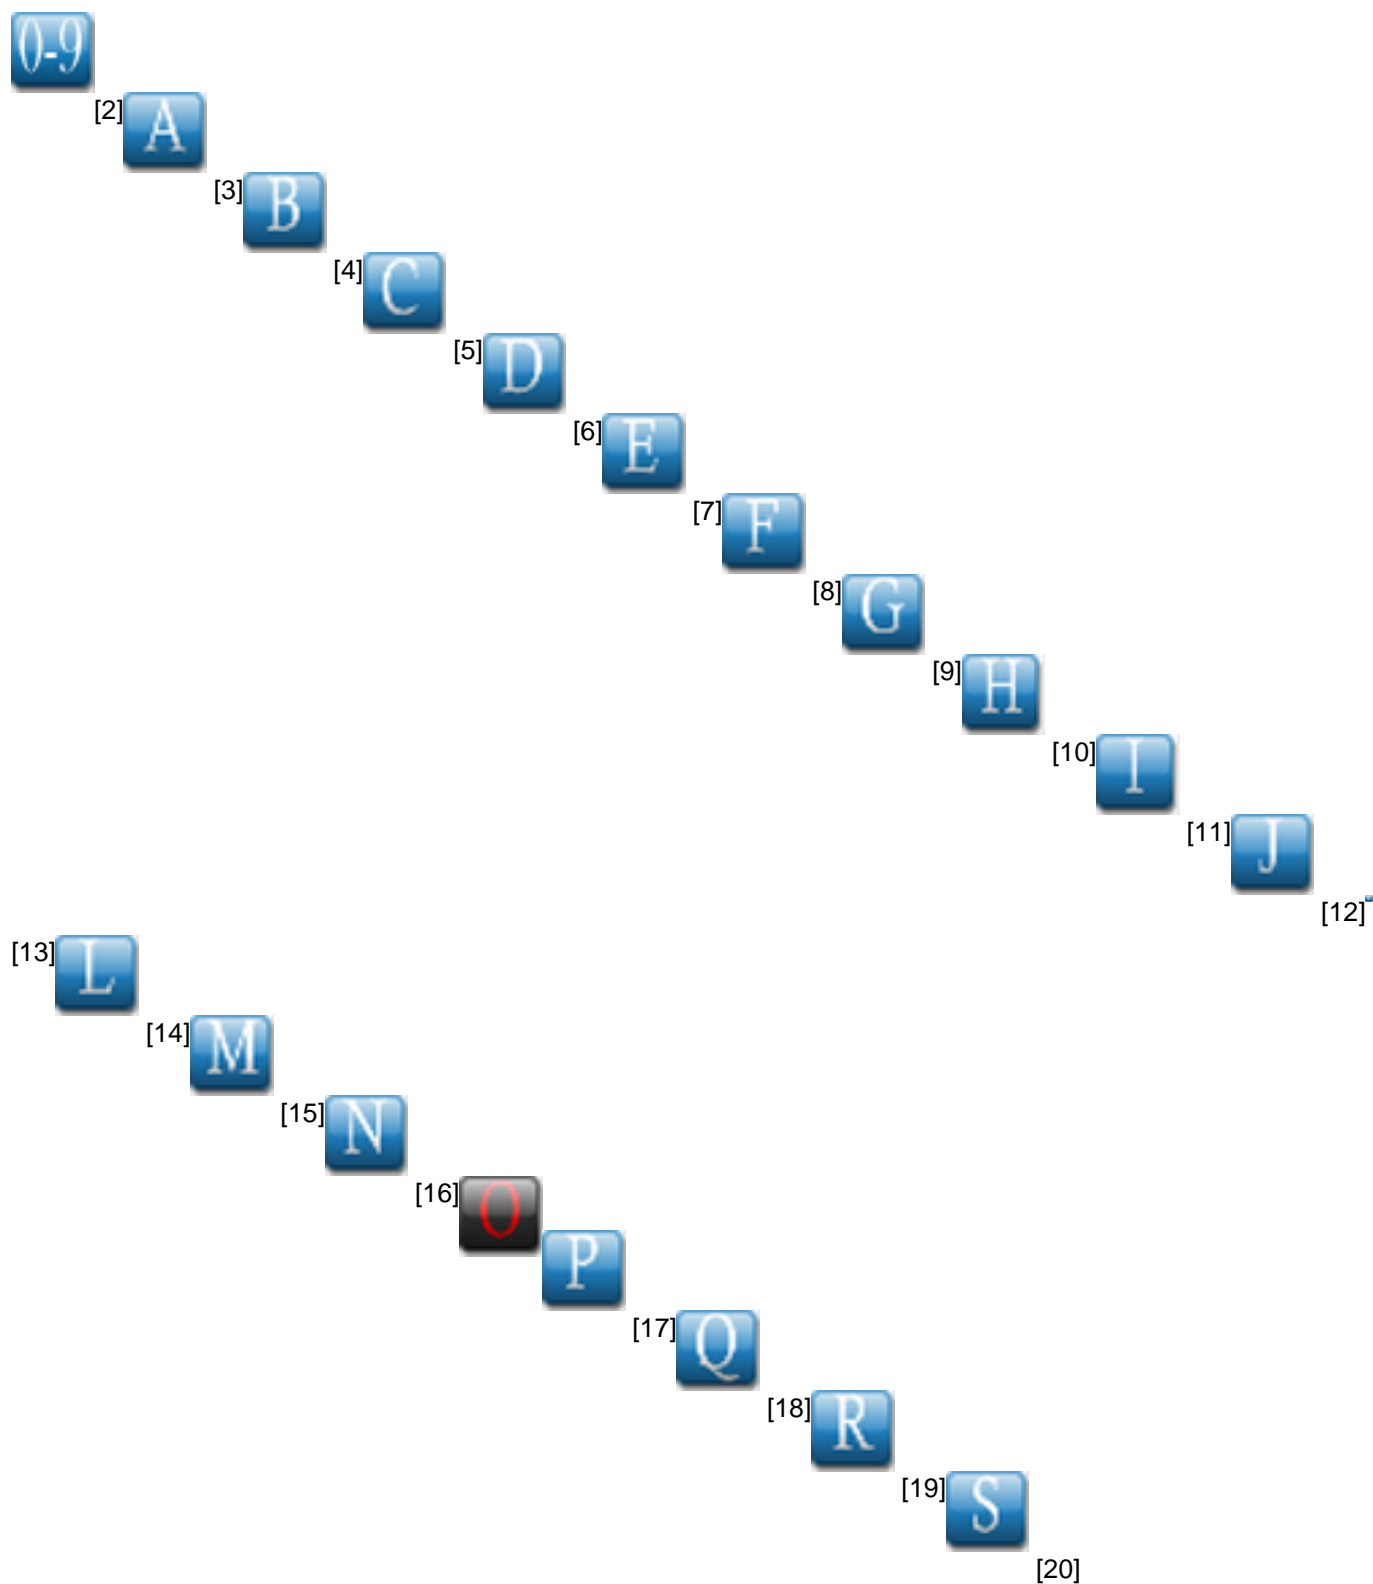 0-9
[2] A
[3] B
[4] C
[5] D
[6] E
[7] F
[8] G
[9] H
[10] I
[11] J
[12]
[13] L
[14] M
[15] N
[16] O
P
[17] Q
[18] R
[19] S
[20]